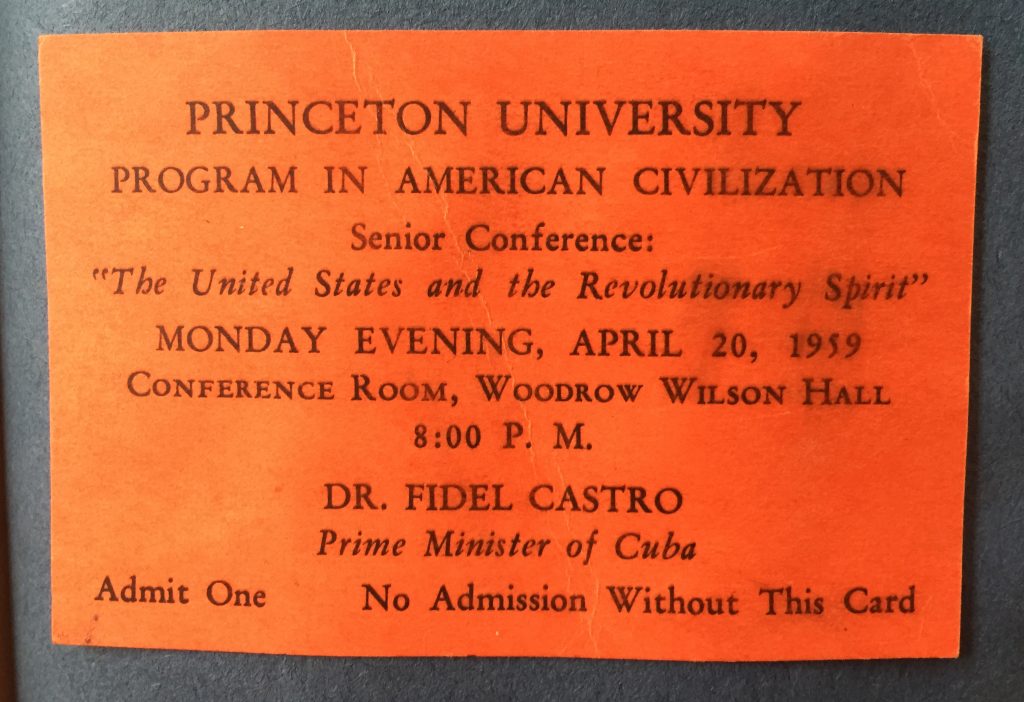 PRINCETON UNIVERSITY
PROGRAM IN AMERICAN CIVILIZATION
Senior Conference:
"The United States and the Revolutionary Spirit"
MONDAY EVENING, APRIL 20, 1959
CONFERENCE ROOM, WOODROW WILSON HALL
8:00 P. M.
DR. FIDEL CASTRO
Prime Minister of Cuba
Admit One No Admission Without This Card